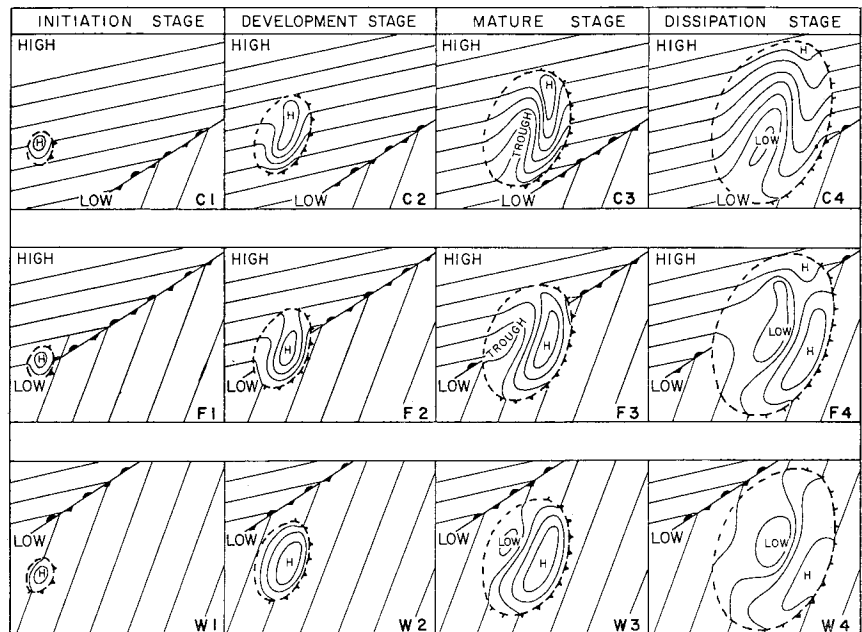 INITIATION STAGE DEVELOPMENT STAGE MATURE STAGE DISSIPATION STAGE
HIGH HIGH HIGH HIGH
H H H H
TROUGH LOW
LOW C1 LOW C2 LOW C3 LOW C4
HIGH HIGH HIGH HIGH
H H TROUGH H H LOW H
LOW F1 LOW F2 LOW F3 LOW F4
LOW H LOW H LOW LOW H LOW LOW H
W1 W2 W3 W4